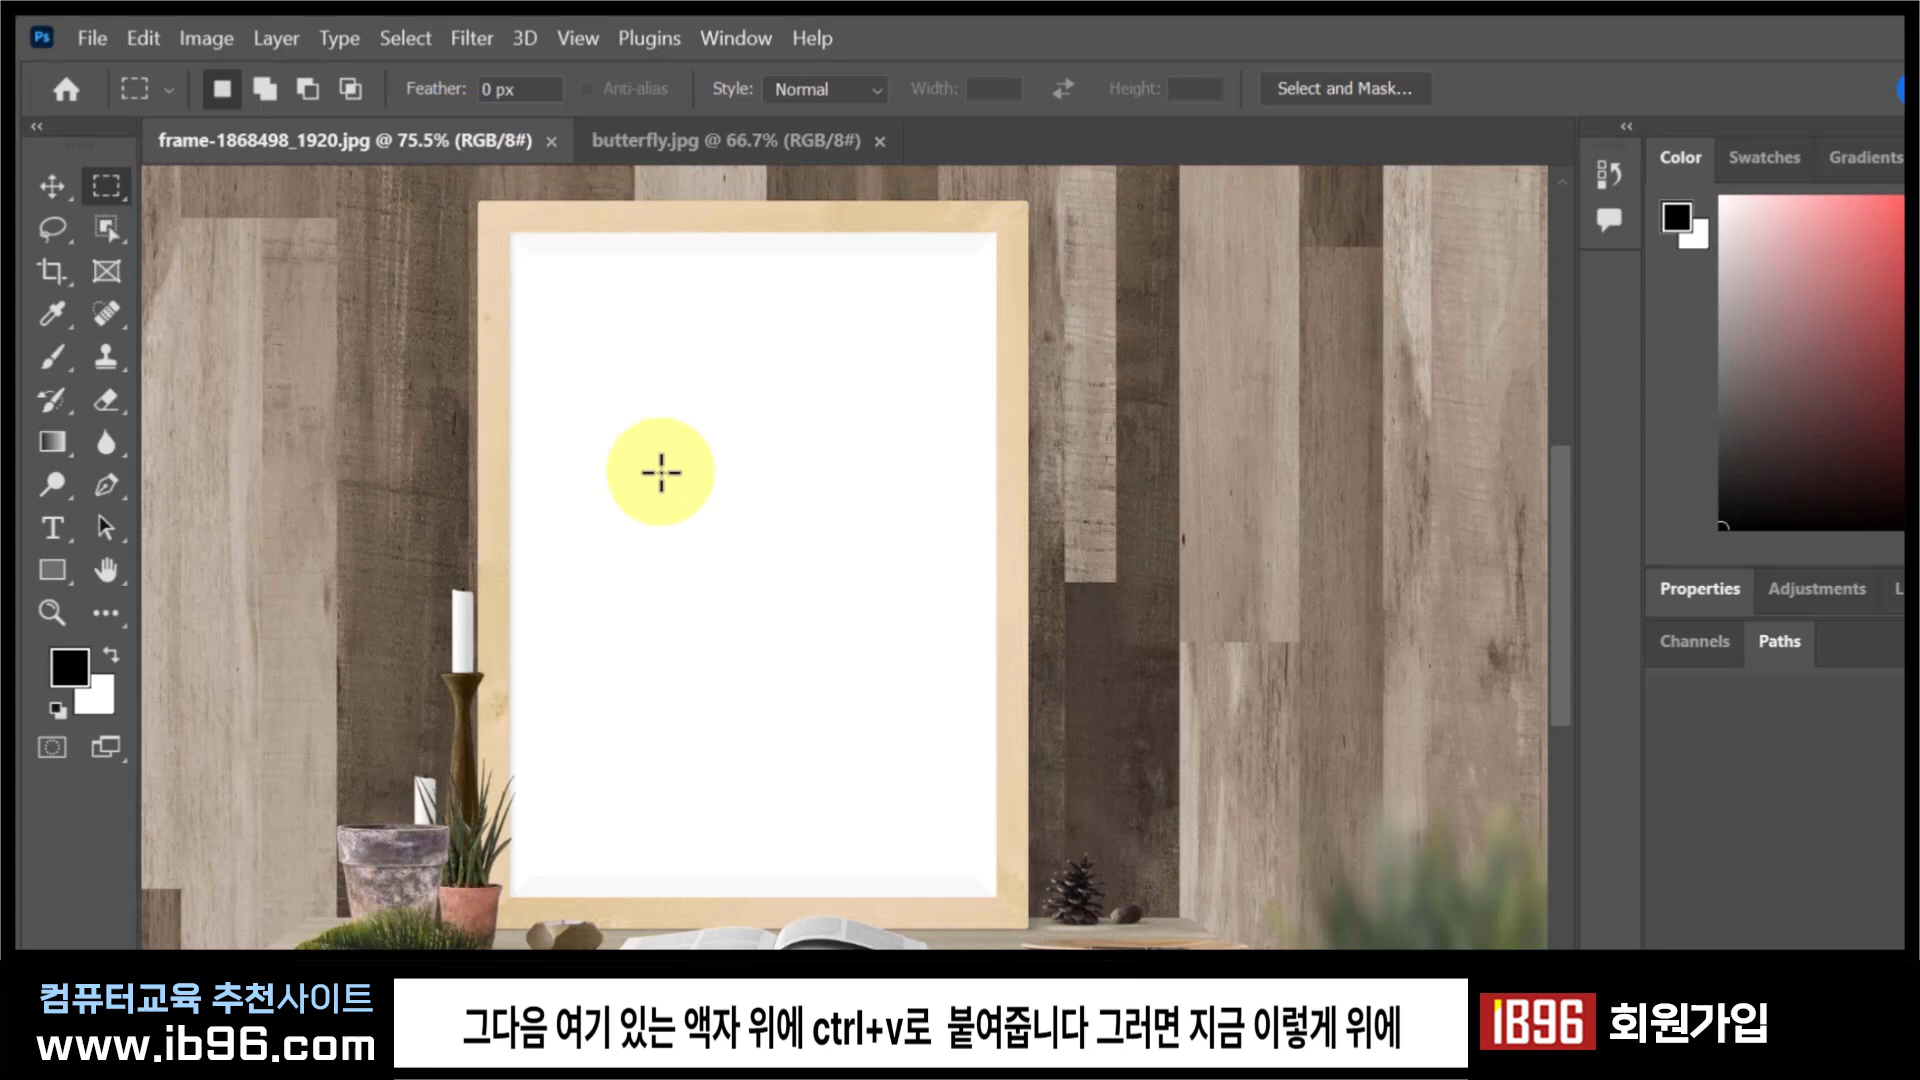 Ps File Edit Image Layer Type Select Filter 3D View Plugins Window Help
Feather: 0 px Anti-alias Style: Normal Width: Height: Select and Mask...
frame-1868498_1920.jpg @ 75.5% (RGB/8#) × butterfly.jpg @ 66.7% (RGB/8#) ×
Color Swatches Gradients
Properties Adjustments L
Channels Paths
컴퓨터교육 추천사이트
www.ib96.com
그다음 여기 있는 액자 위에 ctrl+v로 붙여줍니다 그러면 지금 이렇게 위에
IB96 회원가입